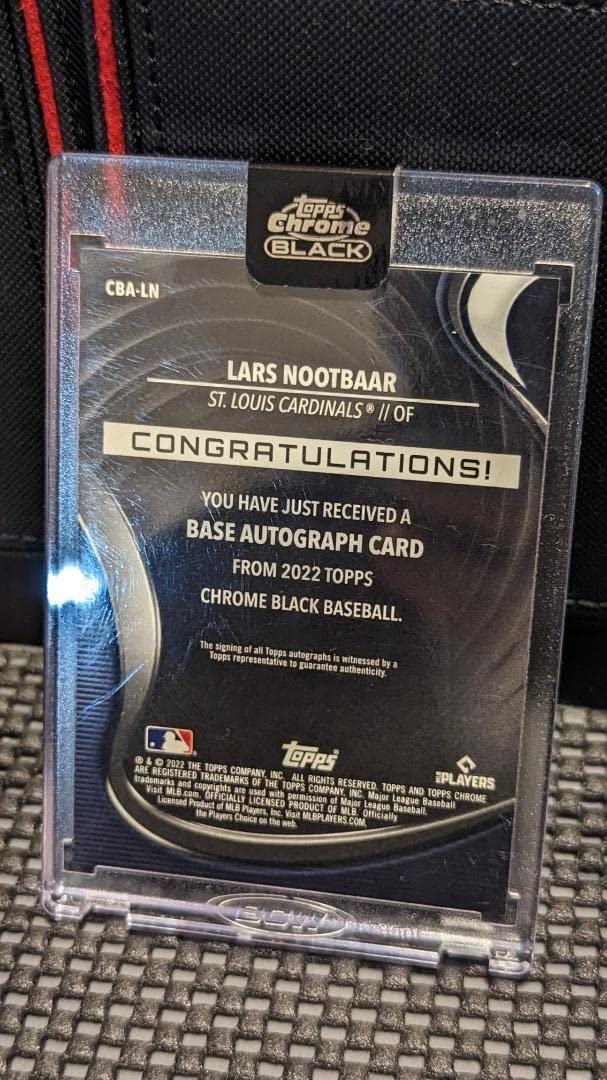 Topps
Chrome
BLACK
CBA-LN
LARS NOOTBAAR
ST. LOUIS CARDINALS® // OF
CONGRATULATIONS!
YOU HAVE JUST RECEIVED A
BASE AUTOGRAPH CARD
FROM 2022 TOPPS
CHROME BLACK BASEBALL.
The signing of all Topps autographs is witnessed by a
Topps representative to guarantee authenticity.
Topps
MLB PLAYERS
® & © 2022 THE TOPPS COMPANY, INC. ALL RIGHTS RESERVED. TOPPS AND TOPPS CHROME
ARE REGISTERED TRADEMARKS OF THE TOPPS COMPANY, INC. Major League Baseball
trademarks and copyrights are used with permission of Major League Baseball.
Visit MLB.com. OFFICIALLY LICENSED PRODUCT OF MLB. Officially
Licensed Product of MLB Players, Inc. Visit MLBPLAYERS.COM,
the Players Choice on the web.
BCW